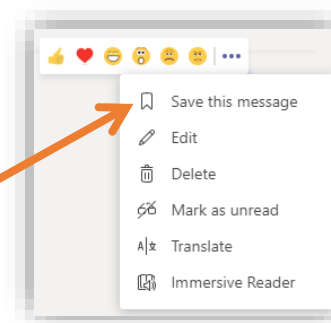 Save this message
Edit
Delete
Mark as unread
Translate
Immersive Reader